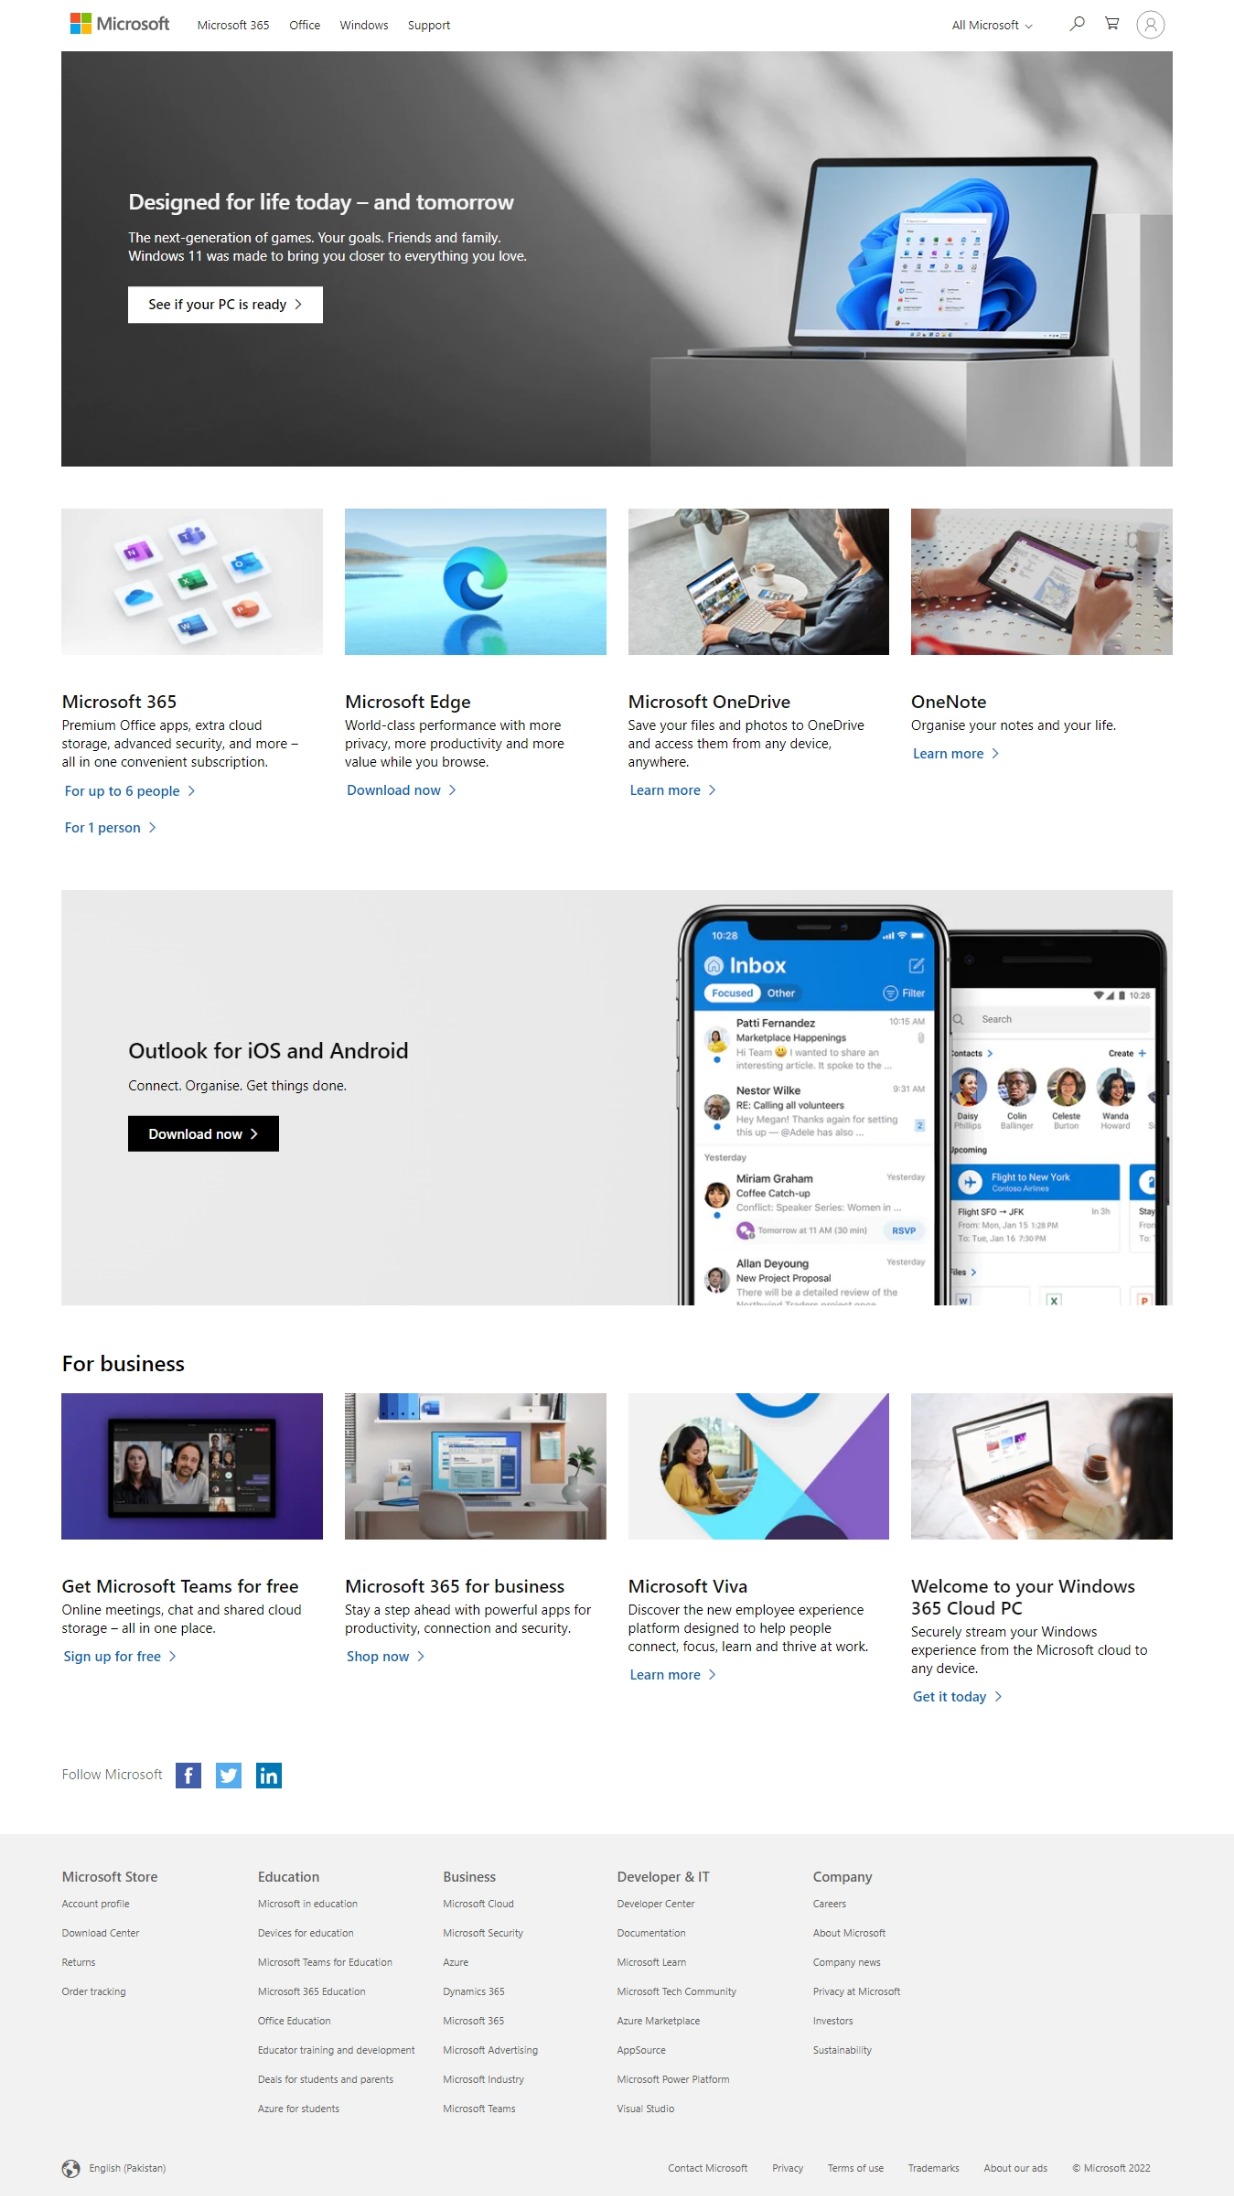 Microsoft
Microsoft 365
Office
Windows
Support
All Microsoft
Designed for life today – and tomorrow
The next-generation of games. Your goals. Friends and family.
Windows 11 was made to bring you closer to everything you love.
See if your PC is ready
Microsoft 365
Premium Office apps, extra cloud
storage, advanced security, and more –
all in one convenient subscription.
For up to 6 people
For 1 person
Microsoft Edge
World-class performance with more
privacy, more productivity and more
value while you browse.
Download now
Microsoft OneDrive
Save your files and photos to OneDrive
and access them from any device,
anywhere.
Learn more
OneNote
Organise your notes and your life.
Learn more
Outlook for iOS and Android
Connect. Organise. Get things done.
Download now
10:28
Inbox
Focused
Other
Filter
Patti Fernandez
10:15 AM
Marketplace Happenings
Hi Team 😀 I wanted to share an
interesting article. It spoke to the ...
Nestor Wilke
9:31 AM
RE: Calling all volunteers
Hey Megan! Thanks again for setting
this up — @Adele has also ...
2
Yesterday
Miriam Graham
Yesterday
Coffee Catch-up
Conflict: Speaker Series: Women in ...
Tomorrow at 11 AM (30 min)
RSVP
Allan Deyoung
Yesterday
New Project Proposal
There will be a detailed review of the
Northwind Traders project once
10:28
Search
ontacts
Create +
Daisy
Phillips
Colin
Ballinger
Celeste
Burton
Wanda
Howard
S
pcoming
Flight to New York
Contoso Airlines
Flight SFO → JFK
In 3h
From: Mon, Jan 15 1:28 PM
To: Tue, Jan 16 7:30 PM
Stay
Fron
To:
iles
W
X
P
For business
Get Microsoft Teams for free
Online meetings, chat and shared cloud
storage – all in one place.
Sign up for free
Microsoft 365 for business
Stay a step ahead with powerful apps for
productivity, connection and security.
Shop now
Microsoft Viva
Discover the new employee experience
platform designed to help people
connect, focus, learn and thrive at work.
Learn more
Welcome to your Windows
365 Cloud PC
Securely stream your Windows
experience from the Microsoft cloud to
any device.
Get it today
Follow Microsoft
Microsoft Store
Account profile
Download Center
Returns
Order tracking
Education
Microsoft in education
Devices for education
Microsoft Teams for Education
Microsoft 365 Education
Office Education
Educator training and development
Deals for students and parents
Azure for students
Business
Microsoft Cloud
Microsoft Security
Azure
Dynamics 365
Microsoft 365
Microsoft Advertising
Microsoft Industry
Microsoft Teams
Developer & IT
Developer Center
Documentation
Microsoft Learn
Microsoft Tech Community
Azure Marketplace
AppSource
Microsoft Power Platform
Visual Studio
Company
Careers
About Microsoft
Company news
Privacy at Microsoft
Investors
Sustainability
English (Pakistan)
Contact Microsoft
Privacy
Terms of use
Trademarks
About our ads
© Microsoft 2022